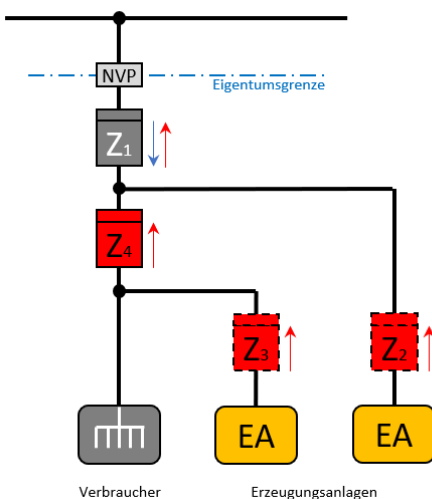 NVP
Eigentumsgrenze
Z1
Z4
Z3
Z2
EA
EA
Verbraucher
Erzeugungsanlagen